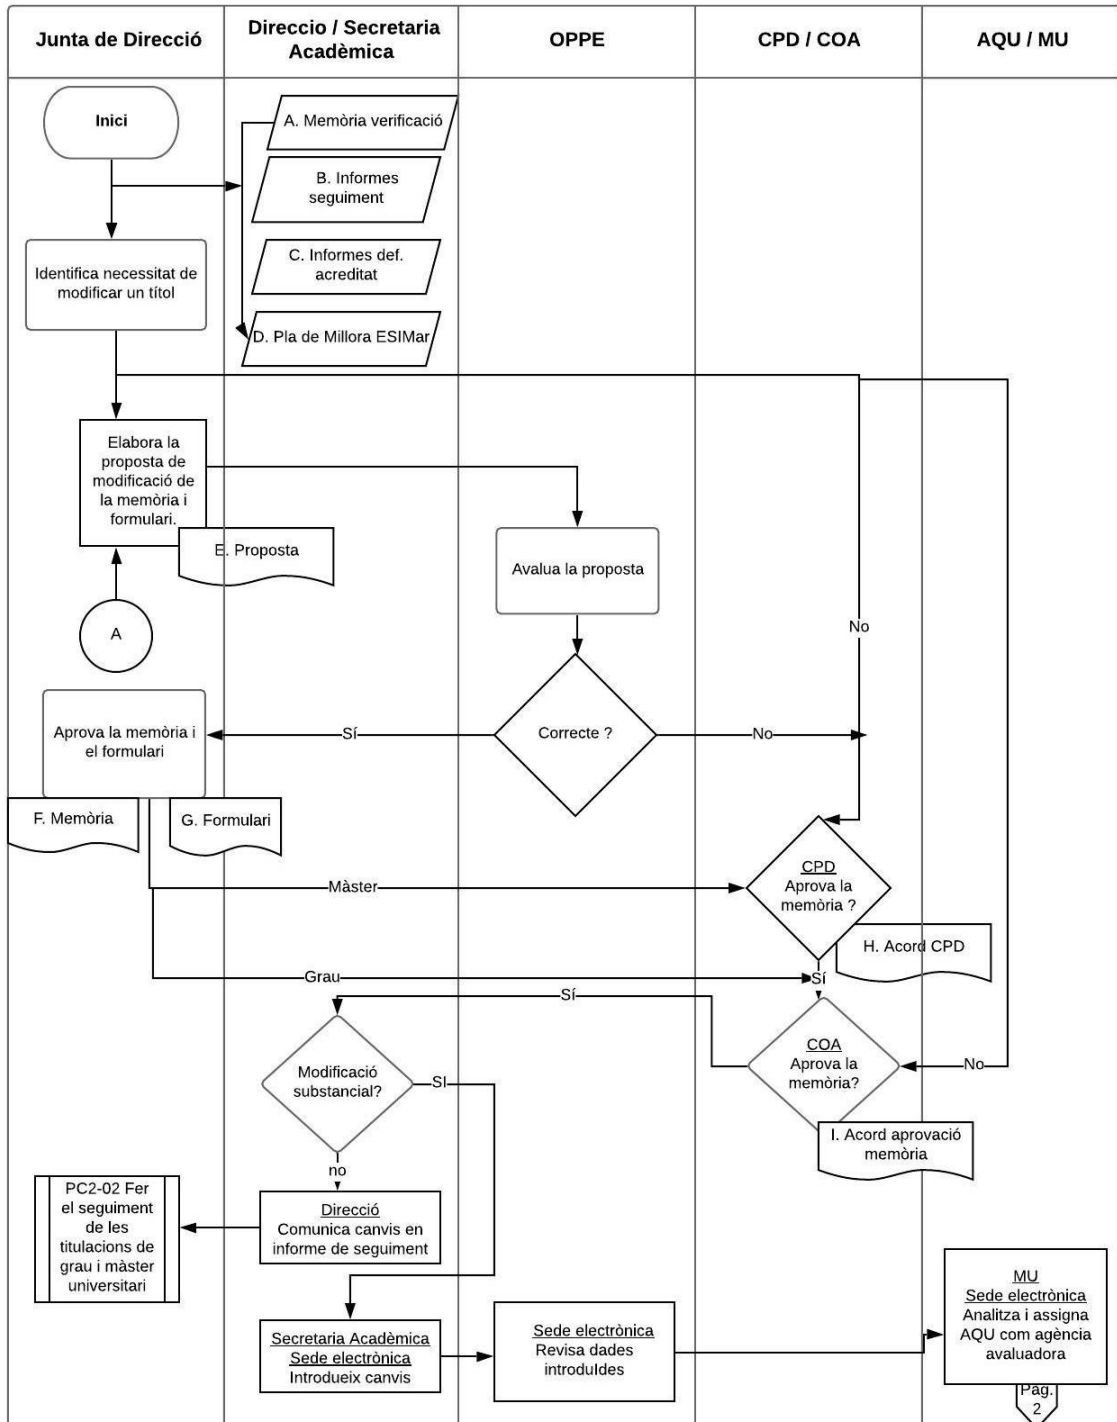 Junta de Direcció
Direccio / Secretaria
Acadèmica
OPPE
CPD / COA
AQU / MU
Inici
A. Memòria verificació
B. Informes
seguiment
C. Informes def.
acreditat
D. Pla de Millora ESIMar
Identifica necessitat de
modificar un títol
Elabora la
proposta de
modificació de
la memòria i
formulari.
E. Proposta
A
Avalua la proposta
Correcte ?
Sí
No
No
Aprova la memòria i
el formulari
F. Memòria
G. Formulari
Màster
CPD
Aprova la
memòria ?
H. Acord CPD
Grau
Sí
Sí
COA
Aprova la
memòria?
No
I. Acord aprovació
memòria
Modificació
substancial?
SI
no
Direcció
Comunica canvis en
informe de seguiment
PC2-02 Fer
el seguiment
de les
titulacions de
grau i màster
universitari
Secretaria Acadèmica
Sede electrònica
Introdueix canvis
Sede electrònica
Revisa dades
introduIdes
MU
Sede electrònica
Analitza i assigna
AQU com agència
avaluadora
Pàg.
2